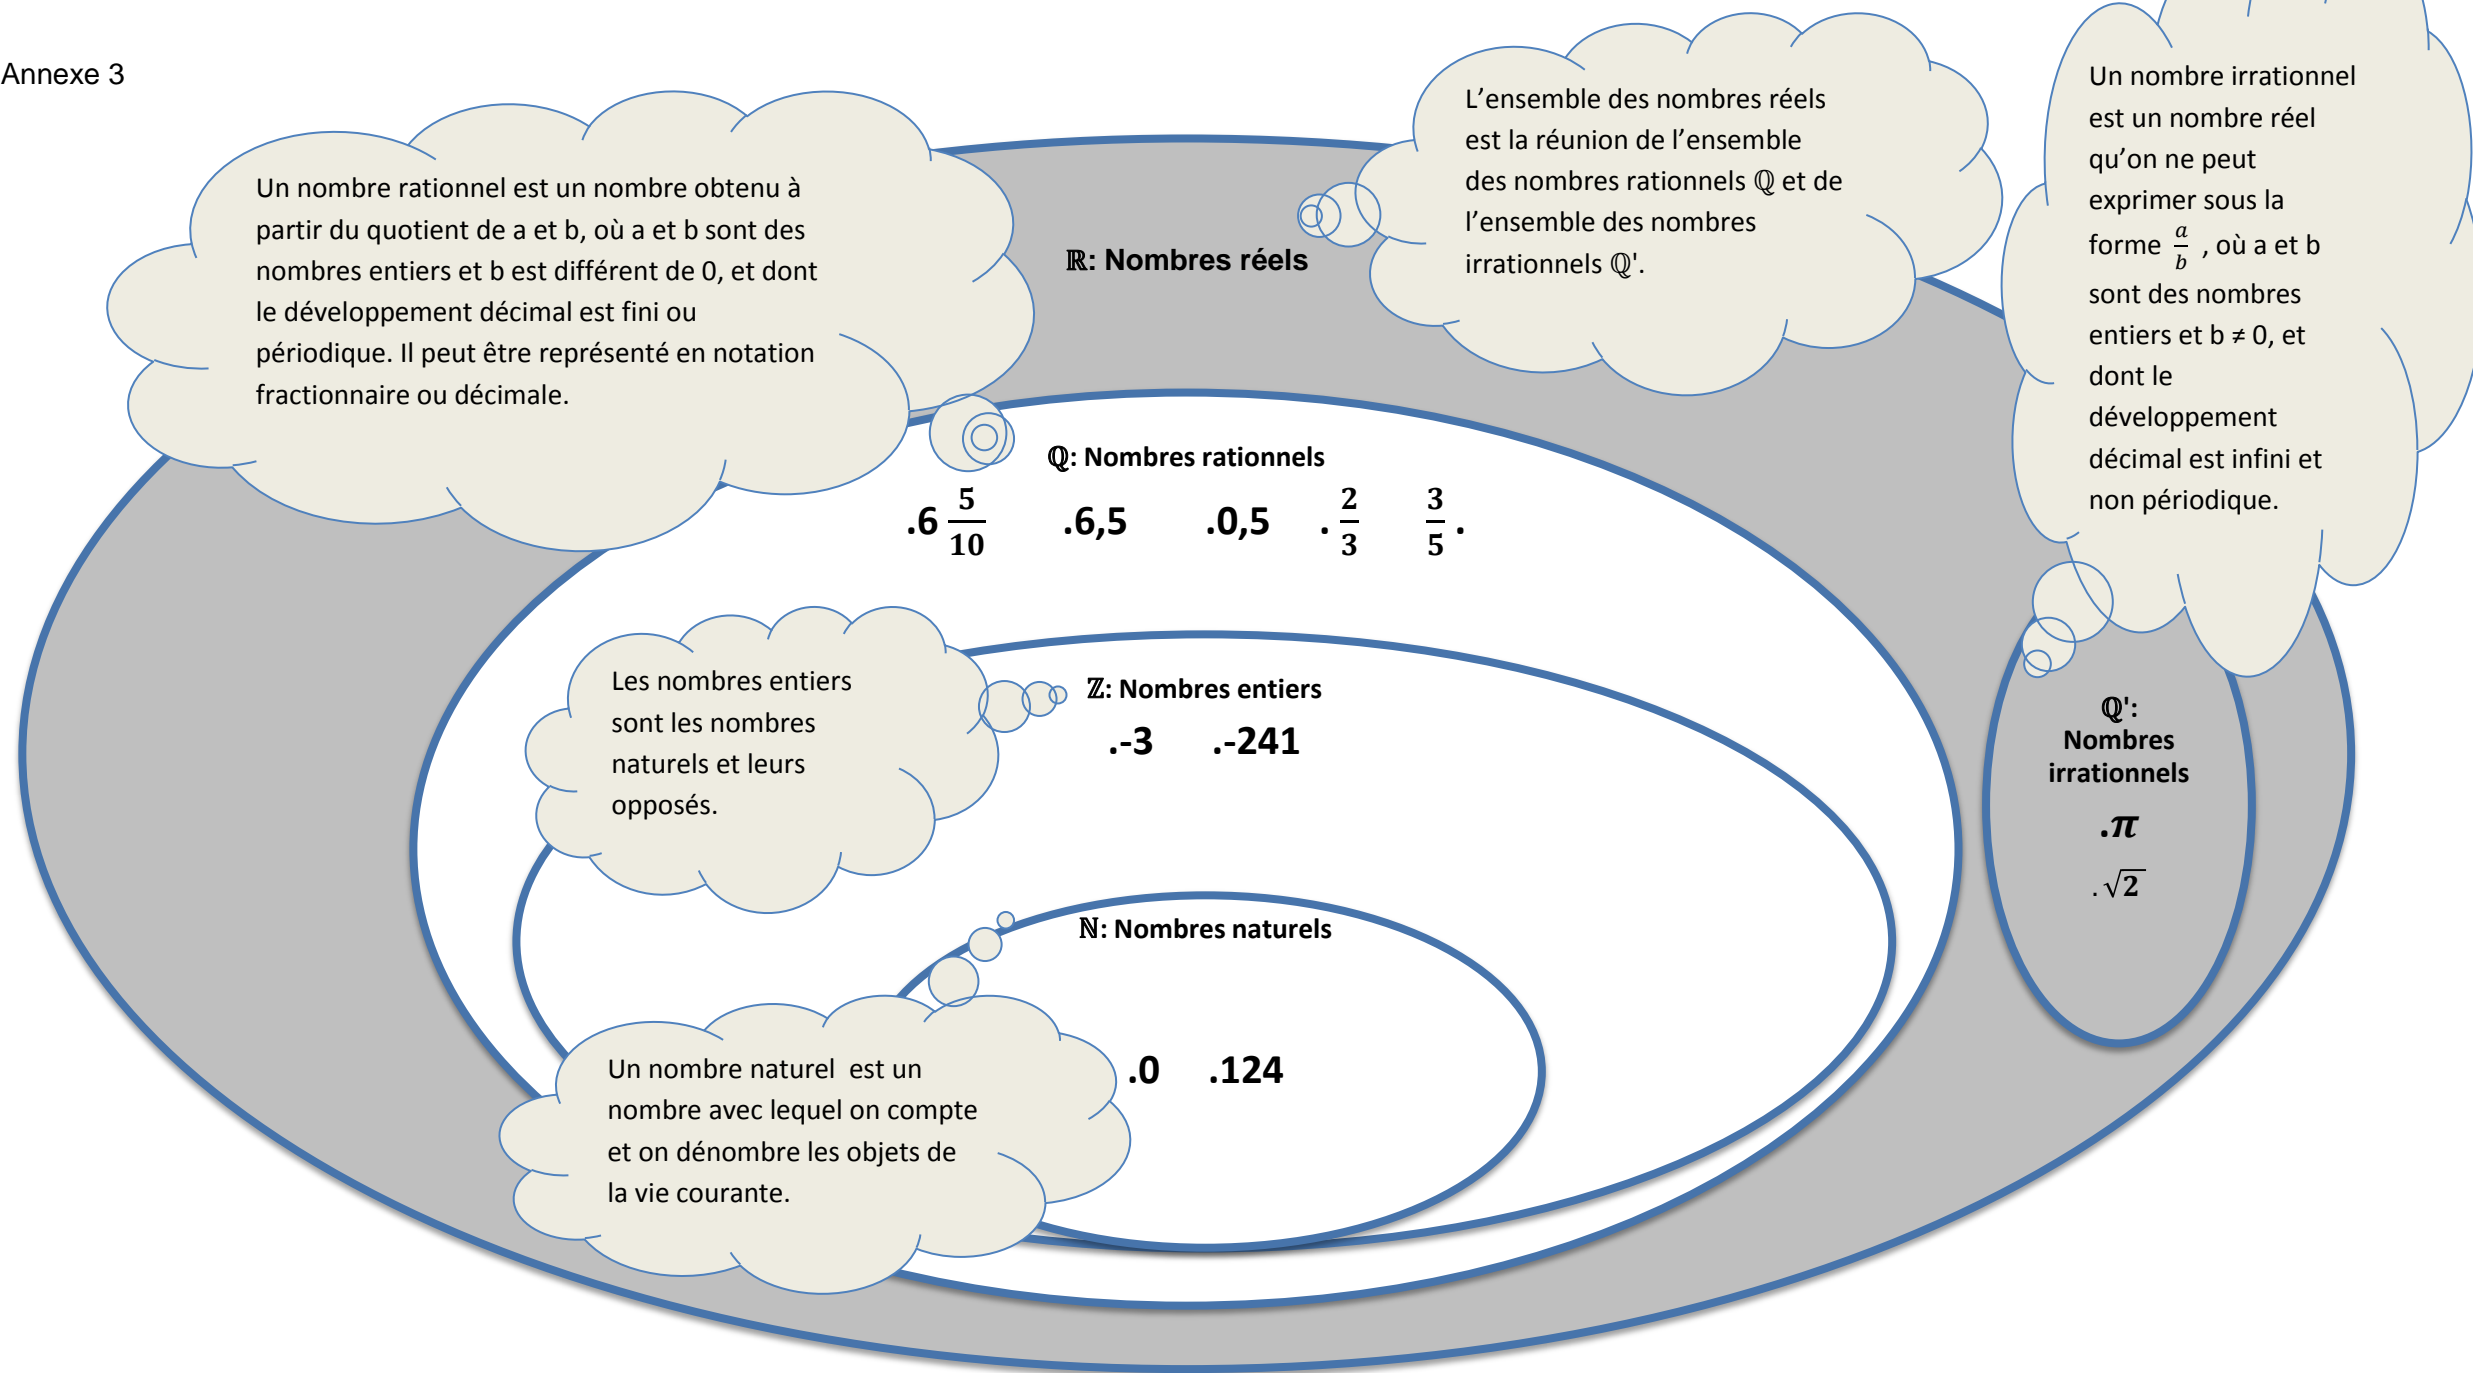 Annexe 3
Un nombre rationnel est un nombre obtenu à
partir du quotient de a et b, où a et b sont des
nombres entiers et b est différent de 0, et dont
le développement décimal est fini ou
périodique. Il peut être représenté en notation
fractionnaire ou décimale.
ℝ: Nombres réels
L’ensemble des nombres réels
est la réunion de l’ensemble
des nombres rationnels ℚ et de
l’ensemble des nombres
irrationnels ℚ'.
Un nombre irrationnel
est un nombre réel
qu’on ne peut
exprimer sous la
forme a/b , où a et b
sont des nombres
entiers et b ≠ 0, et
dont le
développement
décimal est infini et
non périodique.
ℚ: Nombres rationnels
.6 5/10 .6,5 .0,5 . 2/3 3/5 .
Les nombres entiers
sont les nombres
naturels et leurs
opposés.
ℤ: Nombres entiers
.-3 .-241
ℚ':
Nombres
irrationnels
.π
. √2
ℕ: Nombres naturels
.0 .124
Un nombre naturel est un
nombre avec lequel on compte
et on dénombre les objets de
la vie courante.